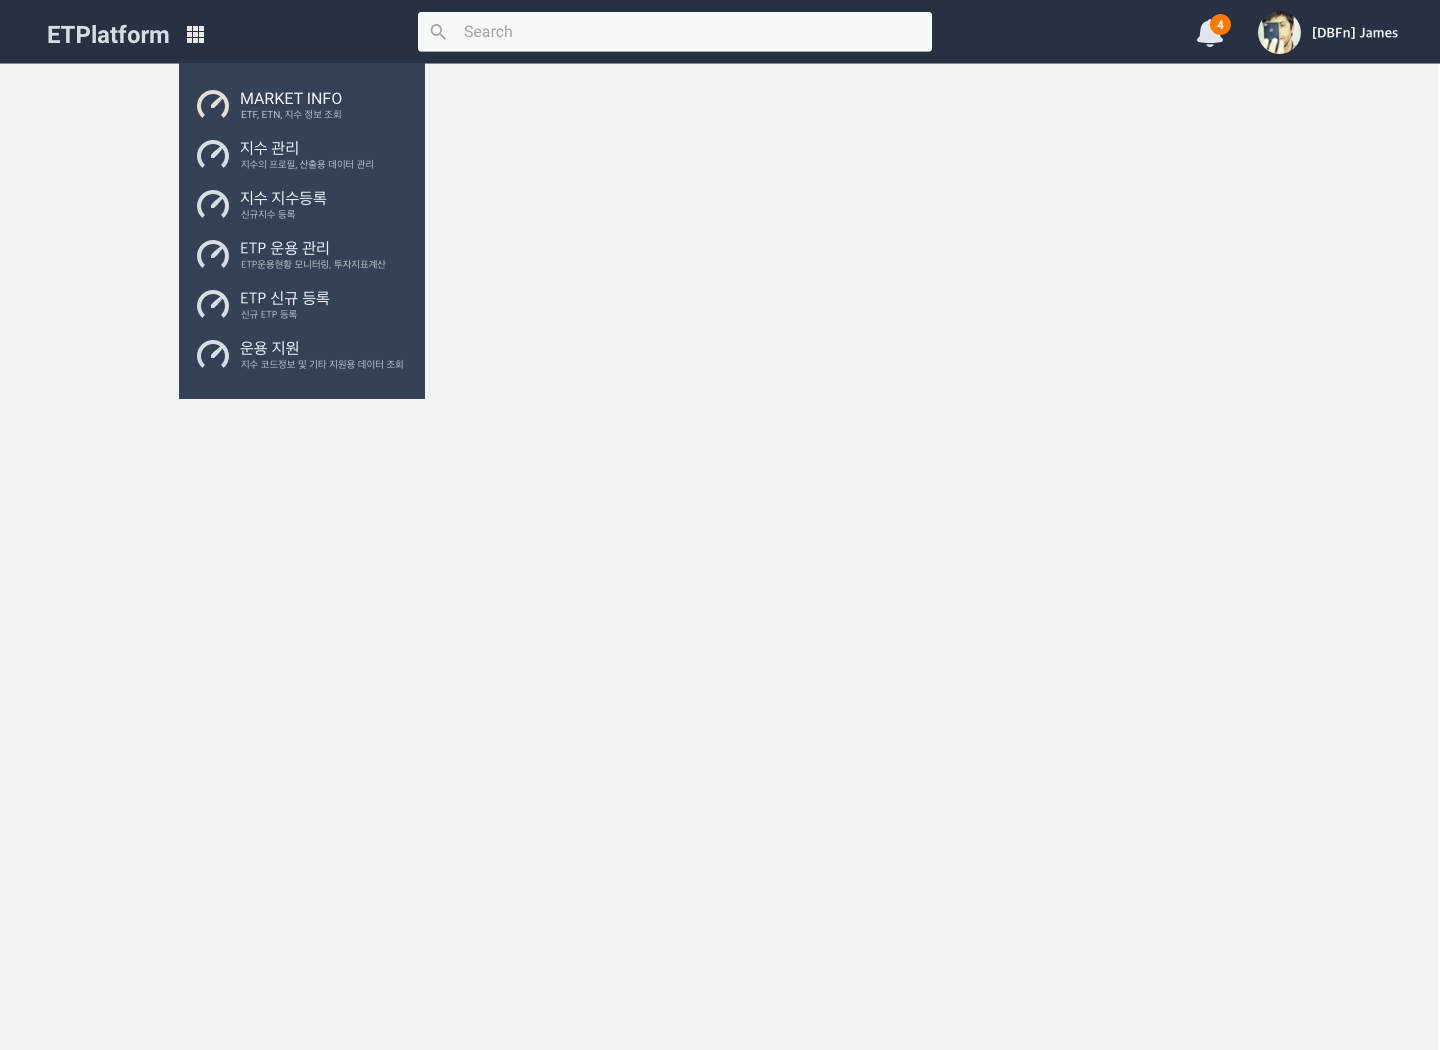 ETPlatform
Search
4
[DBFn] James
MARKET INFO
ETF, ETN, 지수 정보 조회
지수 관리
지수의 프로필, 산출용 데이터 관리
지수 지수등록
신규지수 등록
ETP 운용 관리
ETP운용현황 모니터링, 투자지표계산
ETP 신규 등록
신규 ETP 등록
운용 지원
지수 코드정보 및 기타 지원용 데이터 조회